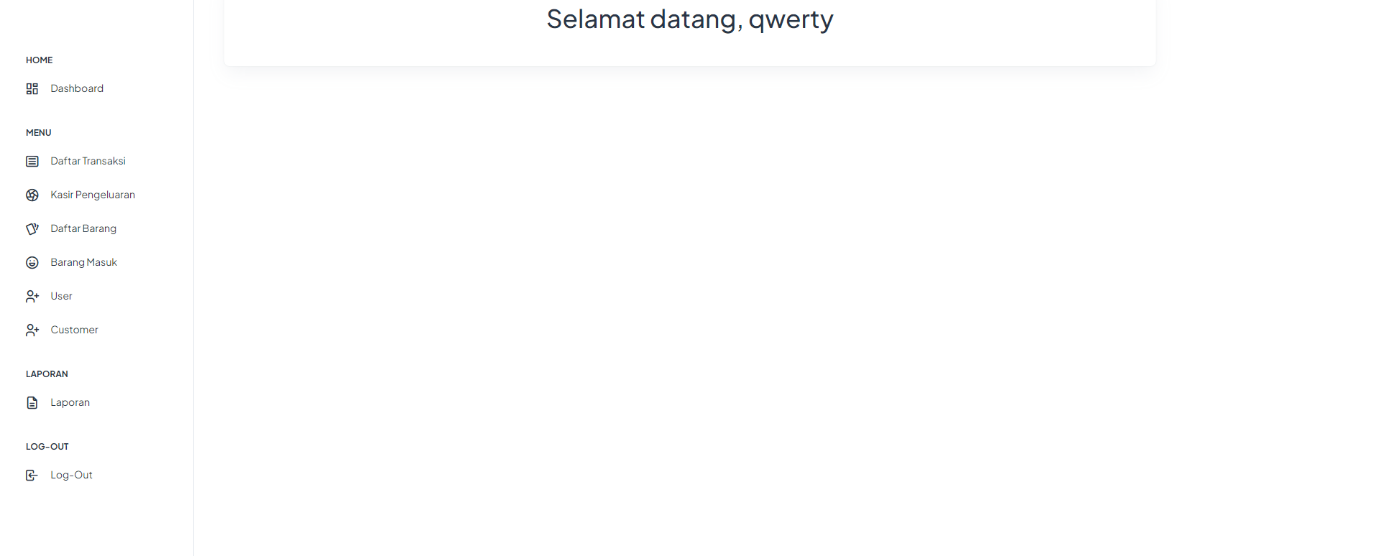 Selamat datang, qwerty
HOME
Dashboard
MENU
Daftar Transaksi
Kasir Pengeluaran
Daftar Barang
Barang Masuk
User
Customer
LAPORAN
Laporan
LOG-OUT
Log-Out